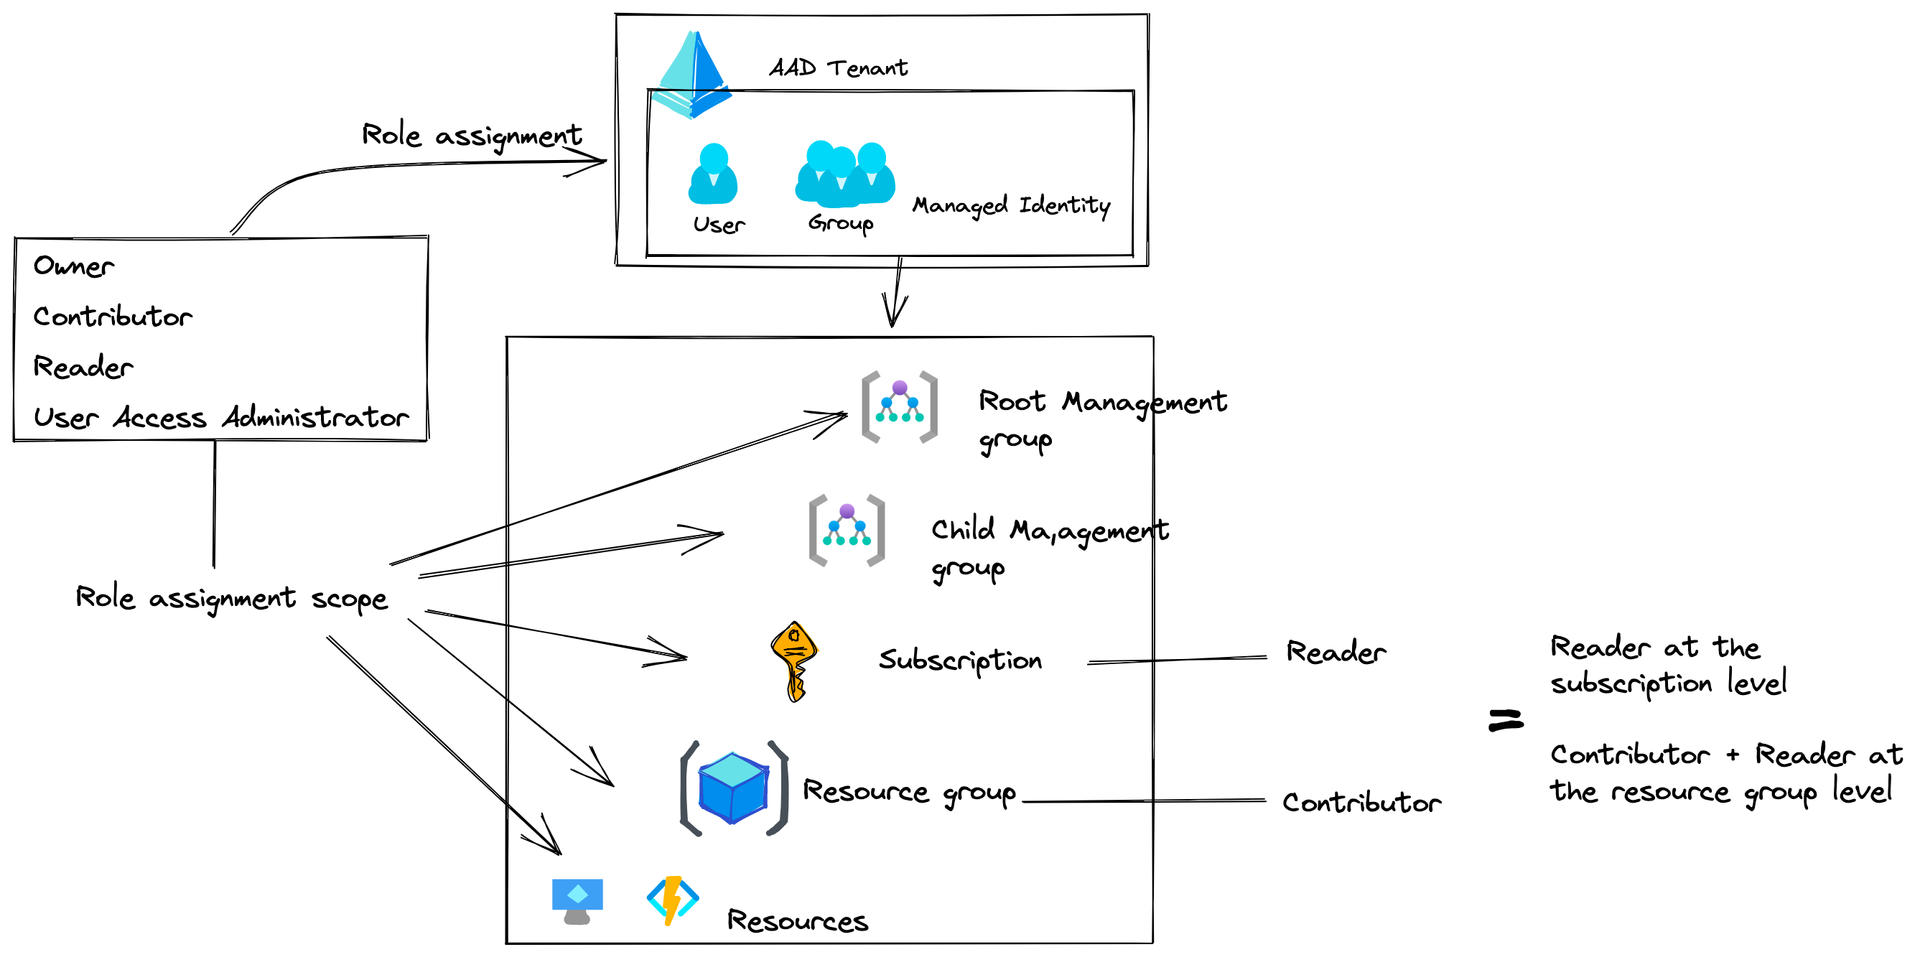 AAD Tenant
Role assignment
User
Group
Managed Identity
Owner
Contributor
Reader
User Access Administrator
Root Management
group
Child Ma,agement
group
Role assignment scope
Subscription
Reader
Reader at the
subscription level
=
Contributor + Reader at
the resource group level
Resource group
Contributor
Resources